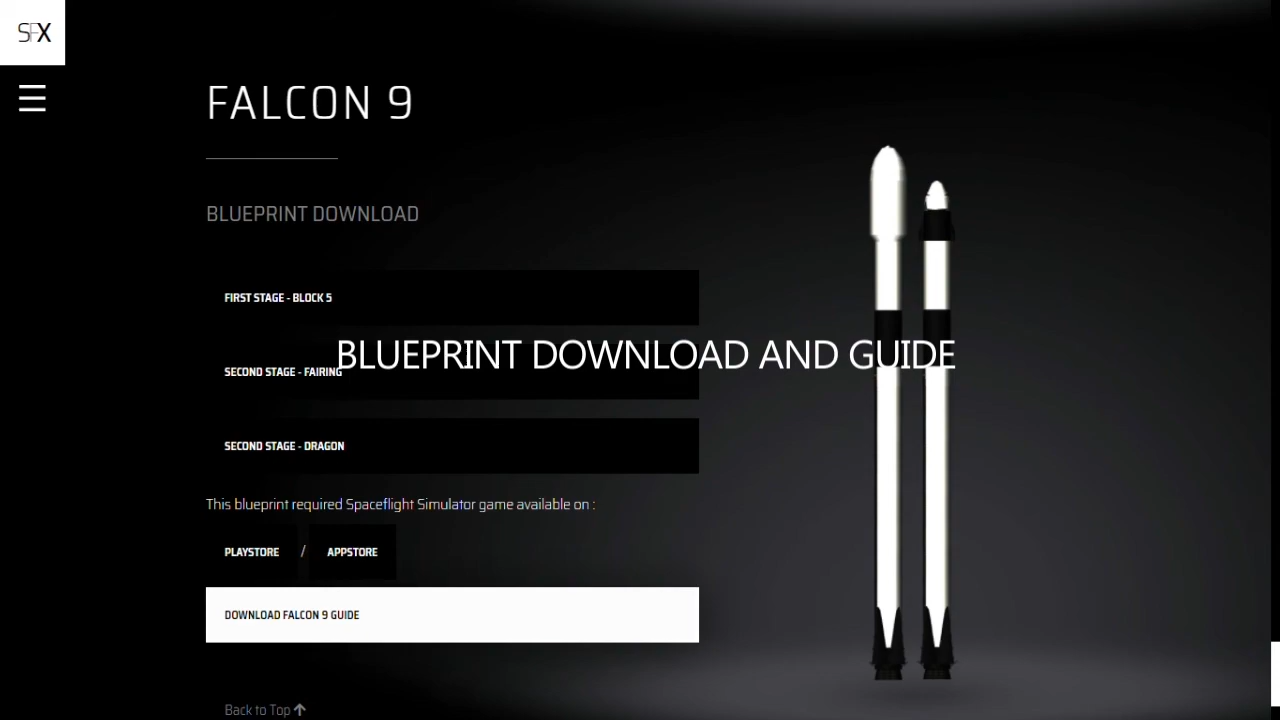 SFX
FALCON 9
BLUEPRINT DOWNLOAD
FIRST STAGE - BLOCK 5
BLUEPRINT DOWNLOAD AND GUIDE
SECOND STAGE - FAIRING
SECOND STAGE - DRAGON
This blueprint required Spaceflight Simulator game available on :
PLAYSTORE / APPSTORE
DOWNLOAD FALCON 9 GUIDE
Back to Top